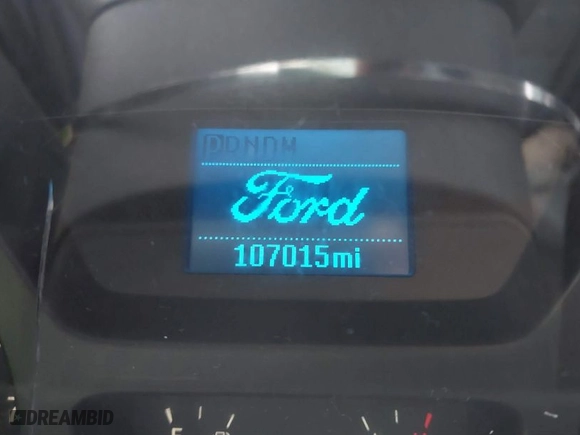 PRNDM
Ford
107015mi
E
H
DREAMBID